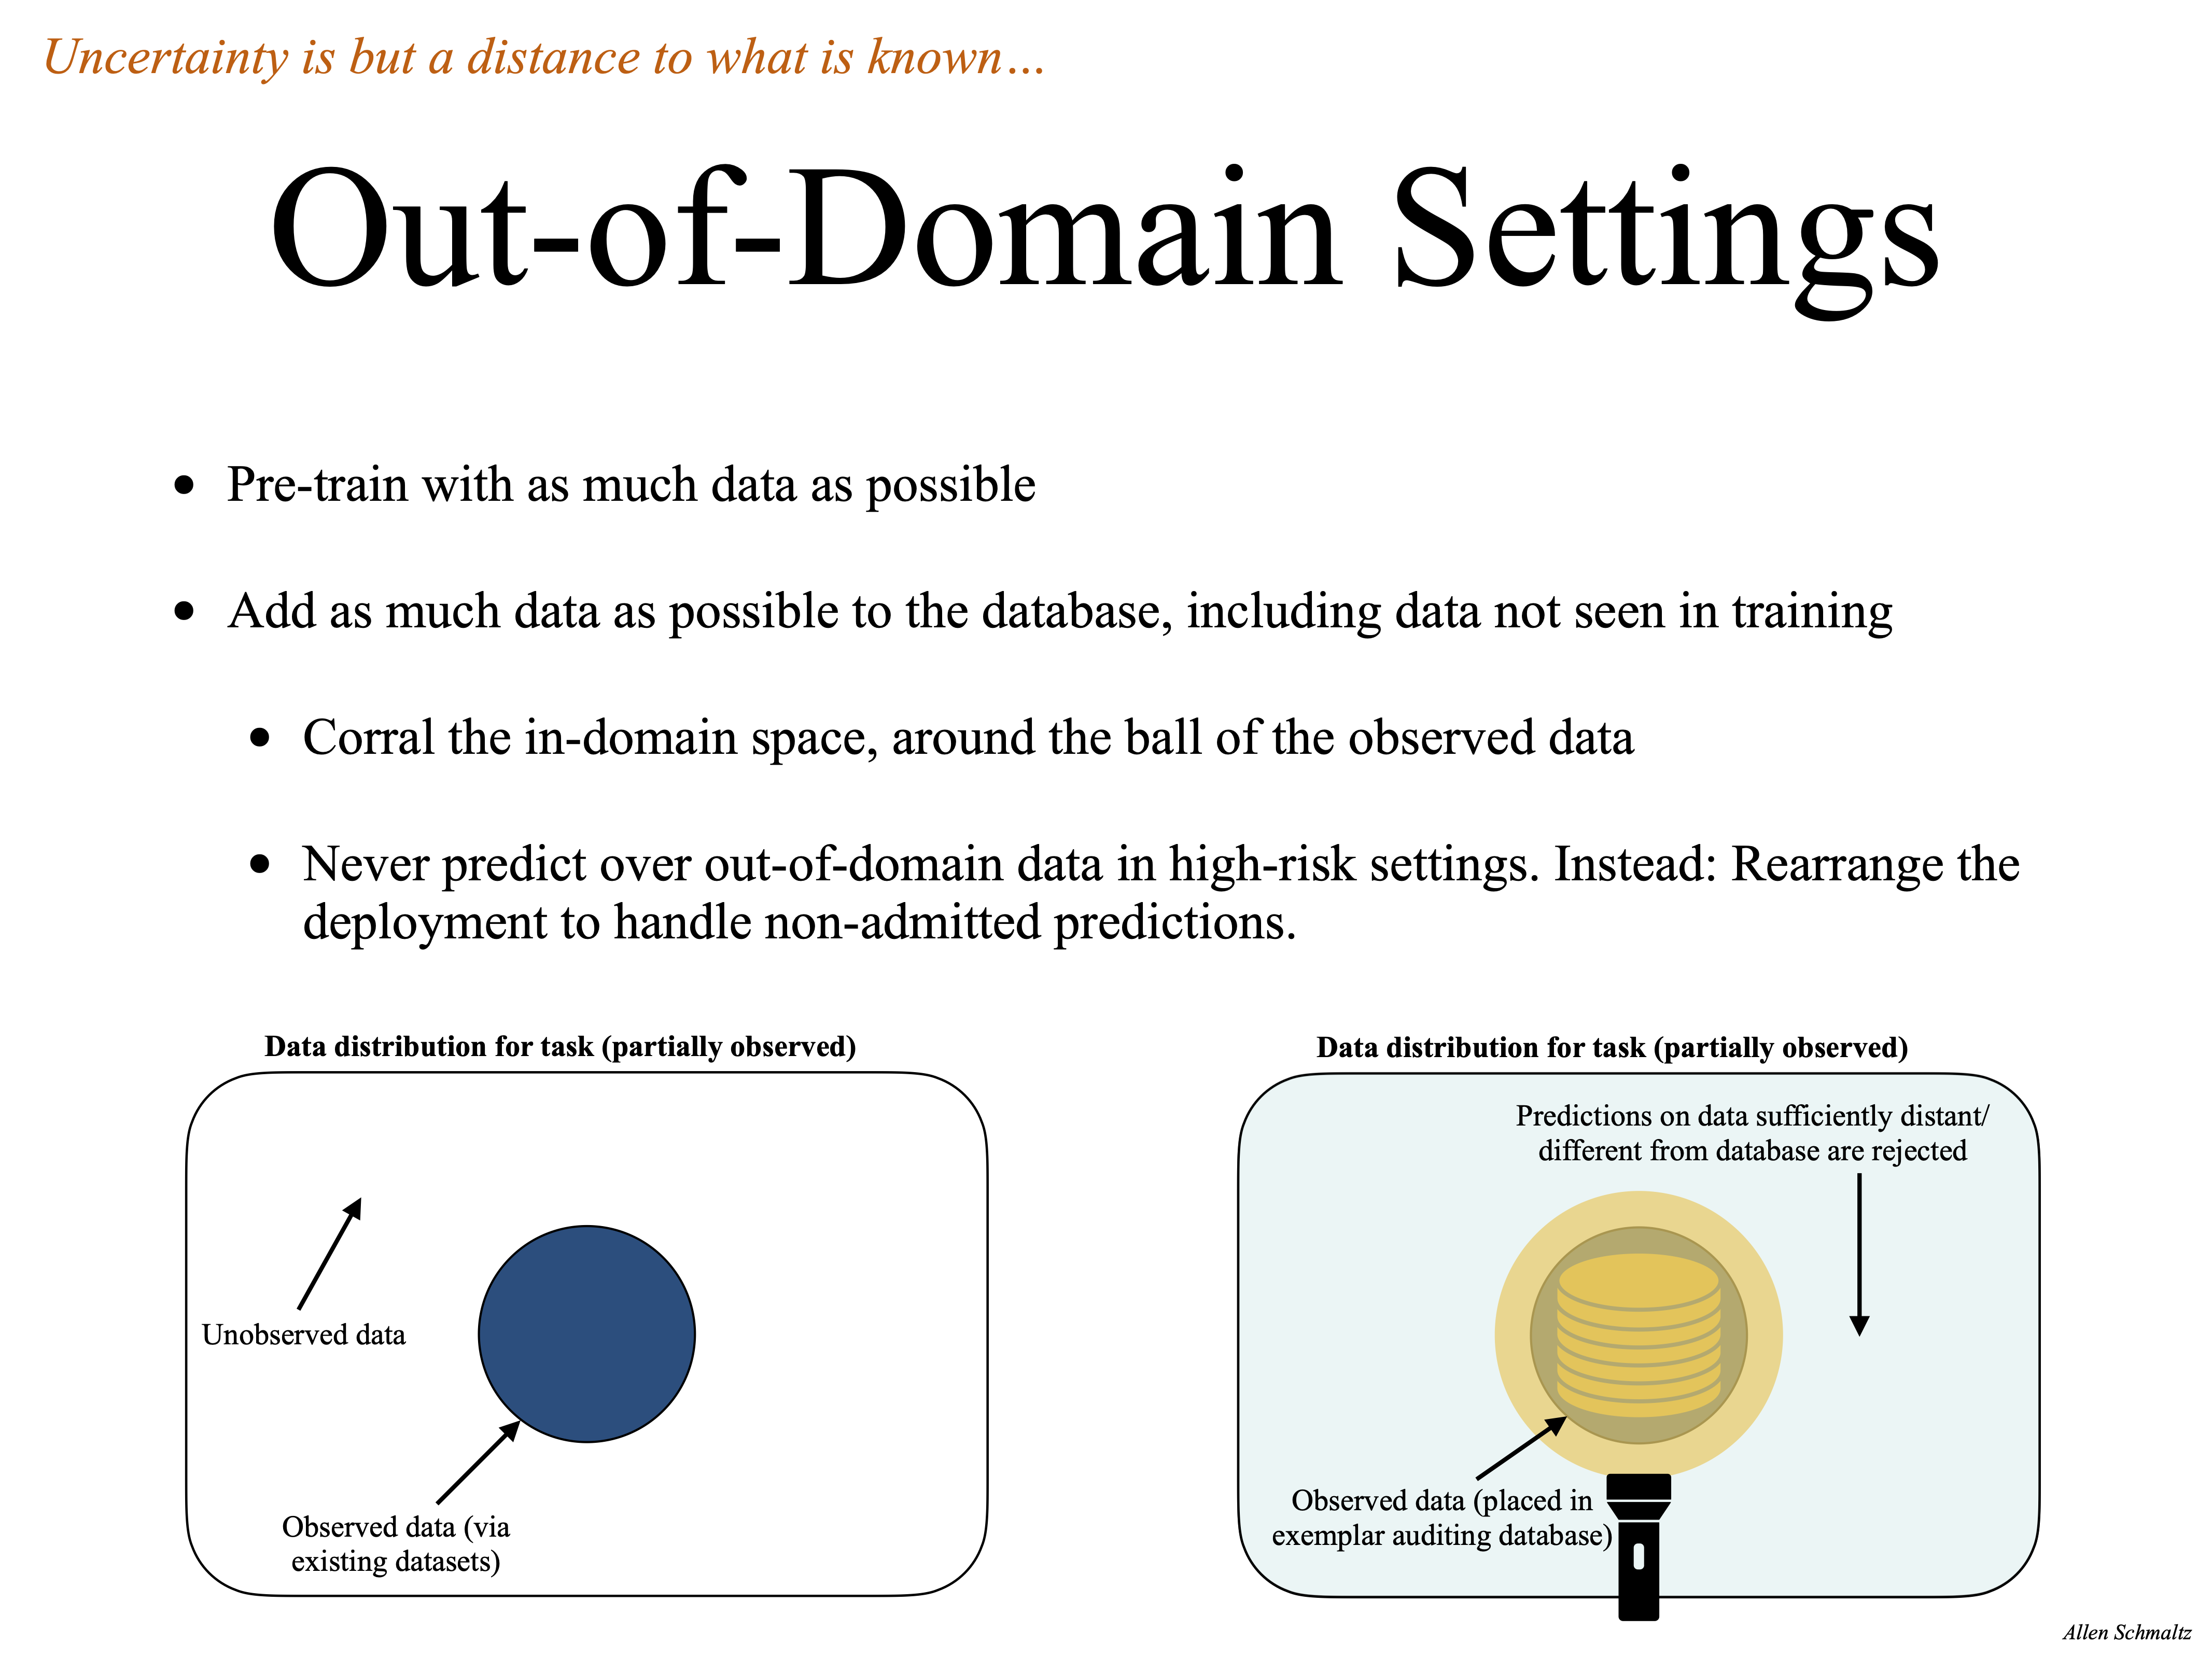 Uncertainty is but a distance to what is known…
Out-of-Domain Settings
• Pre-train with as much data as possible
• Add as much data as possible to the database, including data not seen in training
• Corral the in-domain space, around the ball of the observed data
• Never predict over out-of-domain data in high-risk settings. Instead: Rearrange the
deployment to handle non-admitted predictions.
Data distribution for task (partially observed)
Unobserved data
Observed data (via
existing datasets)
Data distribution for task (partially observed)
Predictions on data sufficiently distant/
different from database are rejected
Observed data (placed in
exemplar auditing database)
Allen Schmaltz